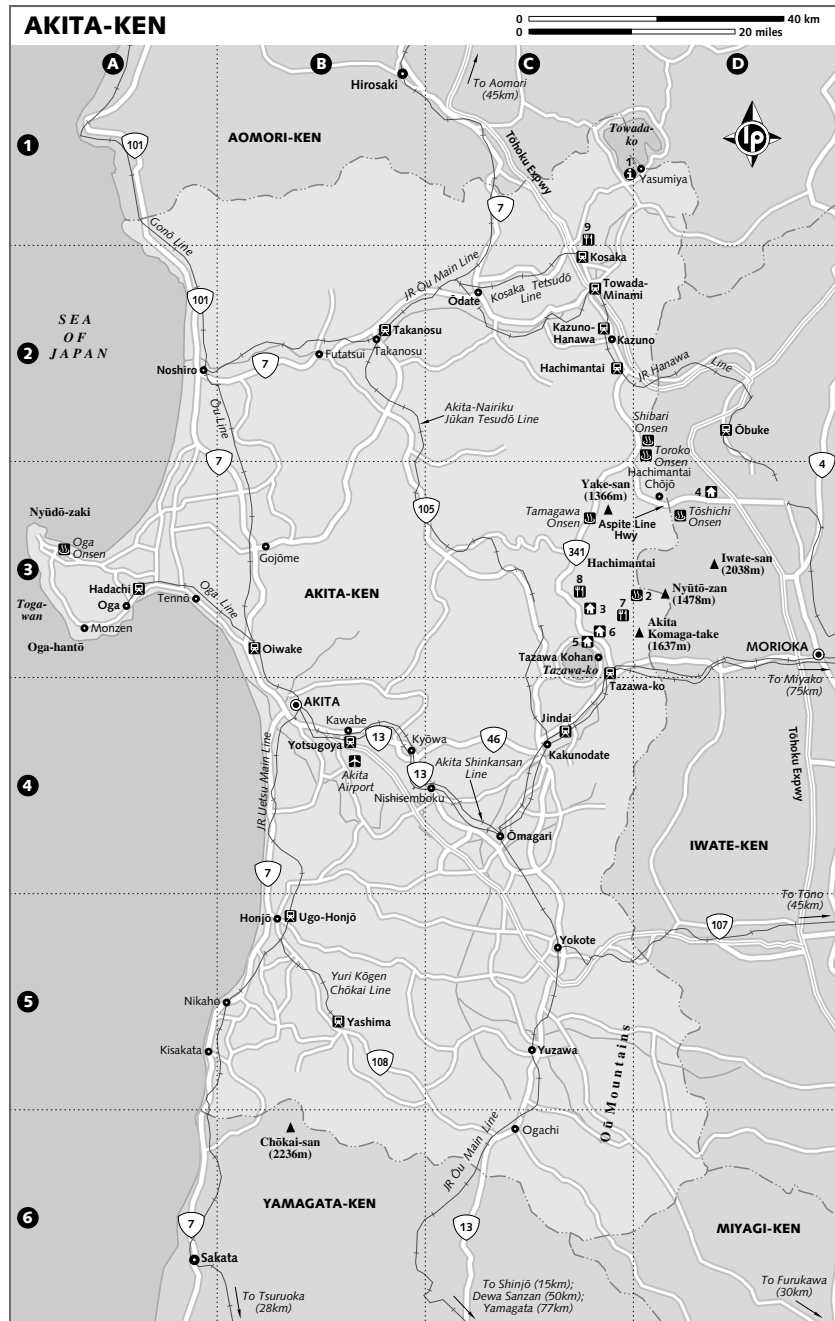 AKITA-KEN
0 40 km
0 20 miles
A
B
C
D
1
2
3
4
5
6
Hirosaki
To Aomori
(45km)
Towada-
ko
lp
101
AOMORI-KEN
Tōhoku Expwy
1
i
Yasumiya
7
Gonō Line
9
Kosaka
JR Ōu Main Line
Kosaka Tetsudō
Line
Towada-
Minami
101
Ōdate
SEA
OF
JAPAN
Takanosu
Takanosu
Kazuno-
Hanawa
Kazuno
Futatsui
7
Noshiro
Hachimantai
JR Hanawa Line
Ōu Line
Akita-Nairiku
Jūkan Tesudō Line
Shibari
Onsen
Ōbuke
Toroko
Onsen
7
4
Hachimantai
Chōjō
4
Yake-san
(1366m)
Nyūdō-zaki
105
Tamagawa
Onsen
Aspite Line
Hwy
Tōshichi
Onsen
Oga
Onsen
Gojōme
341
Hachimantai
Iwate-san
(2038m)
Hadachi
AKITA-KEN
8
Nyūtō-zan
(1478m)
2
Toga-
wan
Oga
Tennō
Oga Line
3
7
Monzen
Oga-hantō
6
5
Akita
Komaga-take
(1637m)
Oiwake
Tazawa Kohan
Tazawa-ko
MORIOKA
Tazawa-ko
To Miyako
(75km)
AKITA
Kawabe
Jindai
Yotsugoya
13
Kyōwa
46
Kakunodate
Tōhoku Expwy
JR Uetsu Main Line
Akita
Airport
13
Akita Shinkansan
Line
Nishisemboku
Ōmagari
IWATE-KEN
7
To Tōno
(45km)
Honjō
Ugo-Honjō
107
Yokote
Yuri Kōgen
Chōkai Line
Nikaho
Yashima
Kisakata
Yuzawa
108
Oū Mountains
Chōkai-san
(2236m)
Ogachi
JR Ōu Main Line
YAMAGATA-KEN
7
13
MIYAGI-KEN
Sakata
To Tsuruoka
(28km)
To Shinjō (15km);
Dewa Sanzan (50km);
Yamagata (77km)
To Furukawa
(30km)